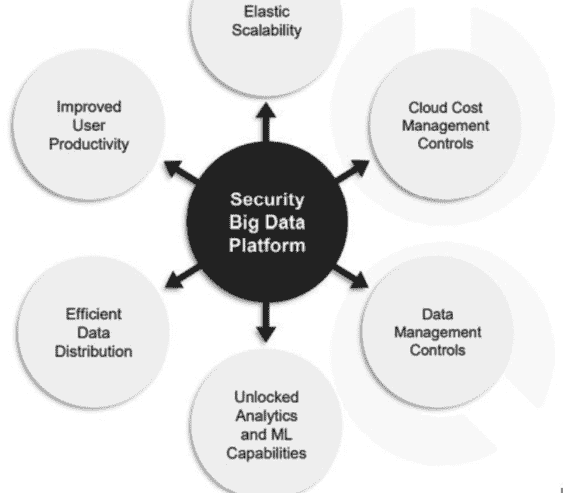 Elastic
Scalability
Improved
User
Productivity
Cloud Cost
Management
Controls
Security
Big Data
Platform
Efficient
Data
Distribution
Data
Management
Controls
Unlocked
Analytics
and ML
Capabilities